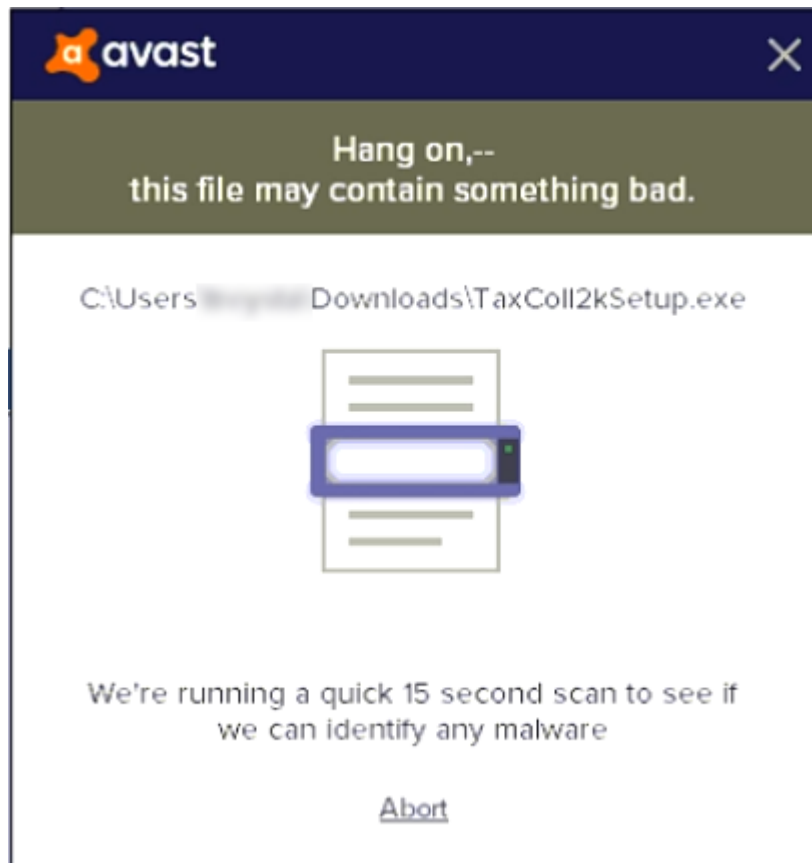 avast
Hang on,--
this file may contain something bad.
C:\Users Downloads\TaxColl2kSetup.exe
We're running a quick 15 second scan to see if
we can identify any malware
Abort